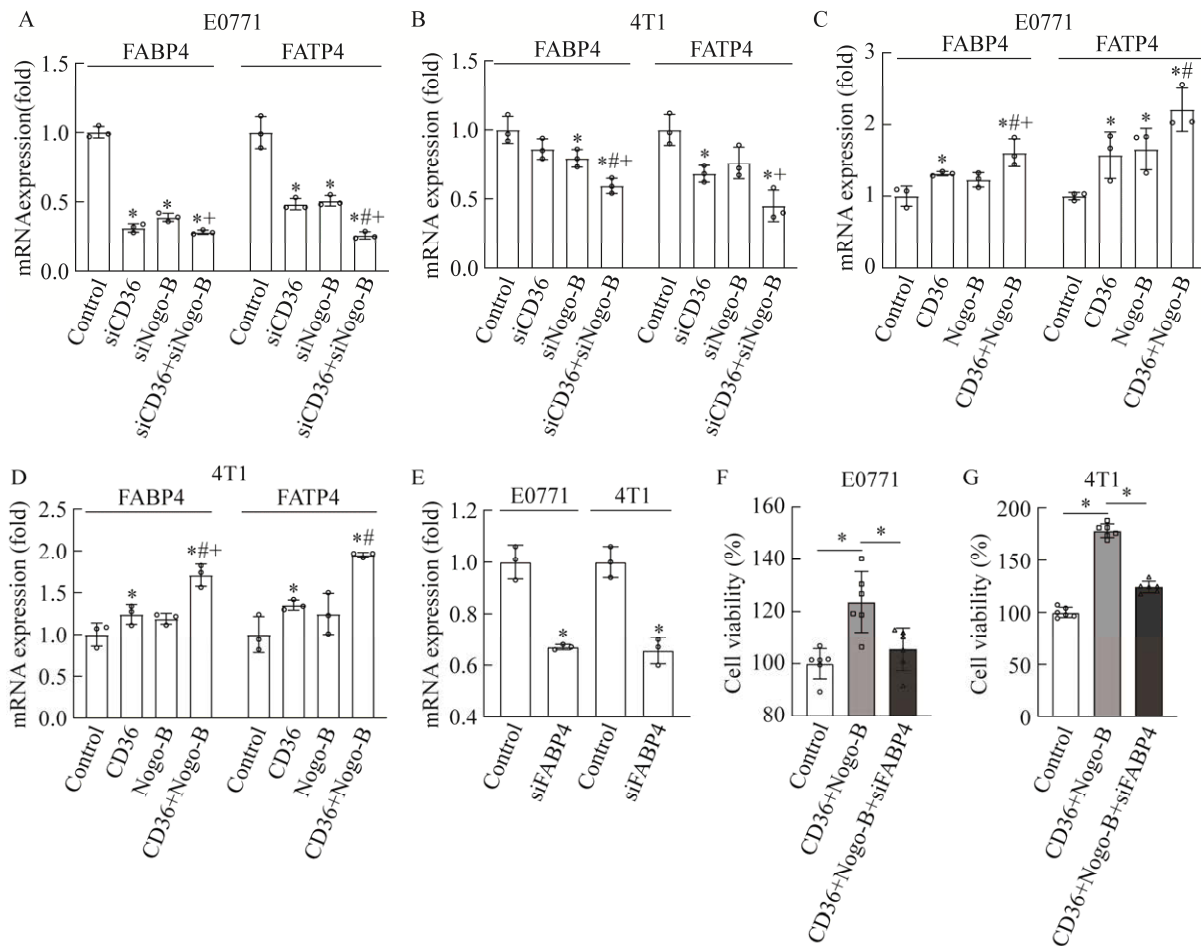 A
E0771
FABP4
FATP4
mRNAexpression(fold)
1.5
1.0
0.5
0.0
*
*
*+
*
*
*#+
Control
siCD36
siNogo-B
siCD36+siNogo-B
Control
siCD36
siNogo-B
siCD36+siNogo-B
B
4T1
FABP4
FATP4
mRNA expression (fold)
1.5
1.0
0.5
0.0
*
*#+
*
*+
Control
siCD36
siNogo-B
siCD36+siNogo-B
Control
siCD36
siNogo-B
siCD36+siNogo-B
C
E0771
FABP4
FATP4
mRNA expression (fold)
3
2
1
0
*
*#+
*
*
*#
Control
CD36
Nogo-B
CD36+Nogo-B
Control
CD36
Nogo-B
CD36+Nogo-B
D
4T1
FABP4
FATP4
mRNA expression (fold)
2.5
2.0
1.5
1.0
0.5
0.0
*
*#+
*
*#
Control
CD36
Nogo-B
CD36+Nogo-B
Control
CD36
Nogo-B
CD36+Nogo-B
E
E0771
4T1
mRNA expression (fold)
1.2
1.0
0.8
0.6
0.4
*
*
Control
siFABP4
Control
siFABP4
F
E0771
Cell viability (%)
160
140
120
100
80
*
*
Control
CD36+Nogo-B
CD36+Nogo-B+siFABP4
G
4T1
Cell viability (%)
200
150
100
50
0
*
*
Control
CD36+Nogo-B
CD36+Nogo-B+siFABP4